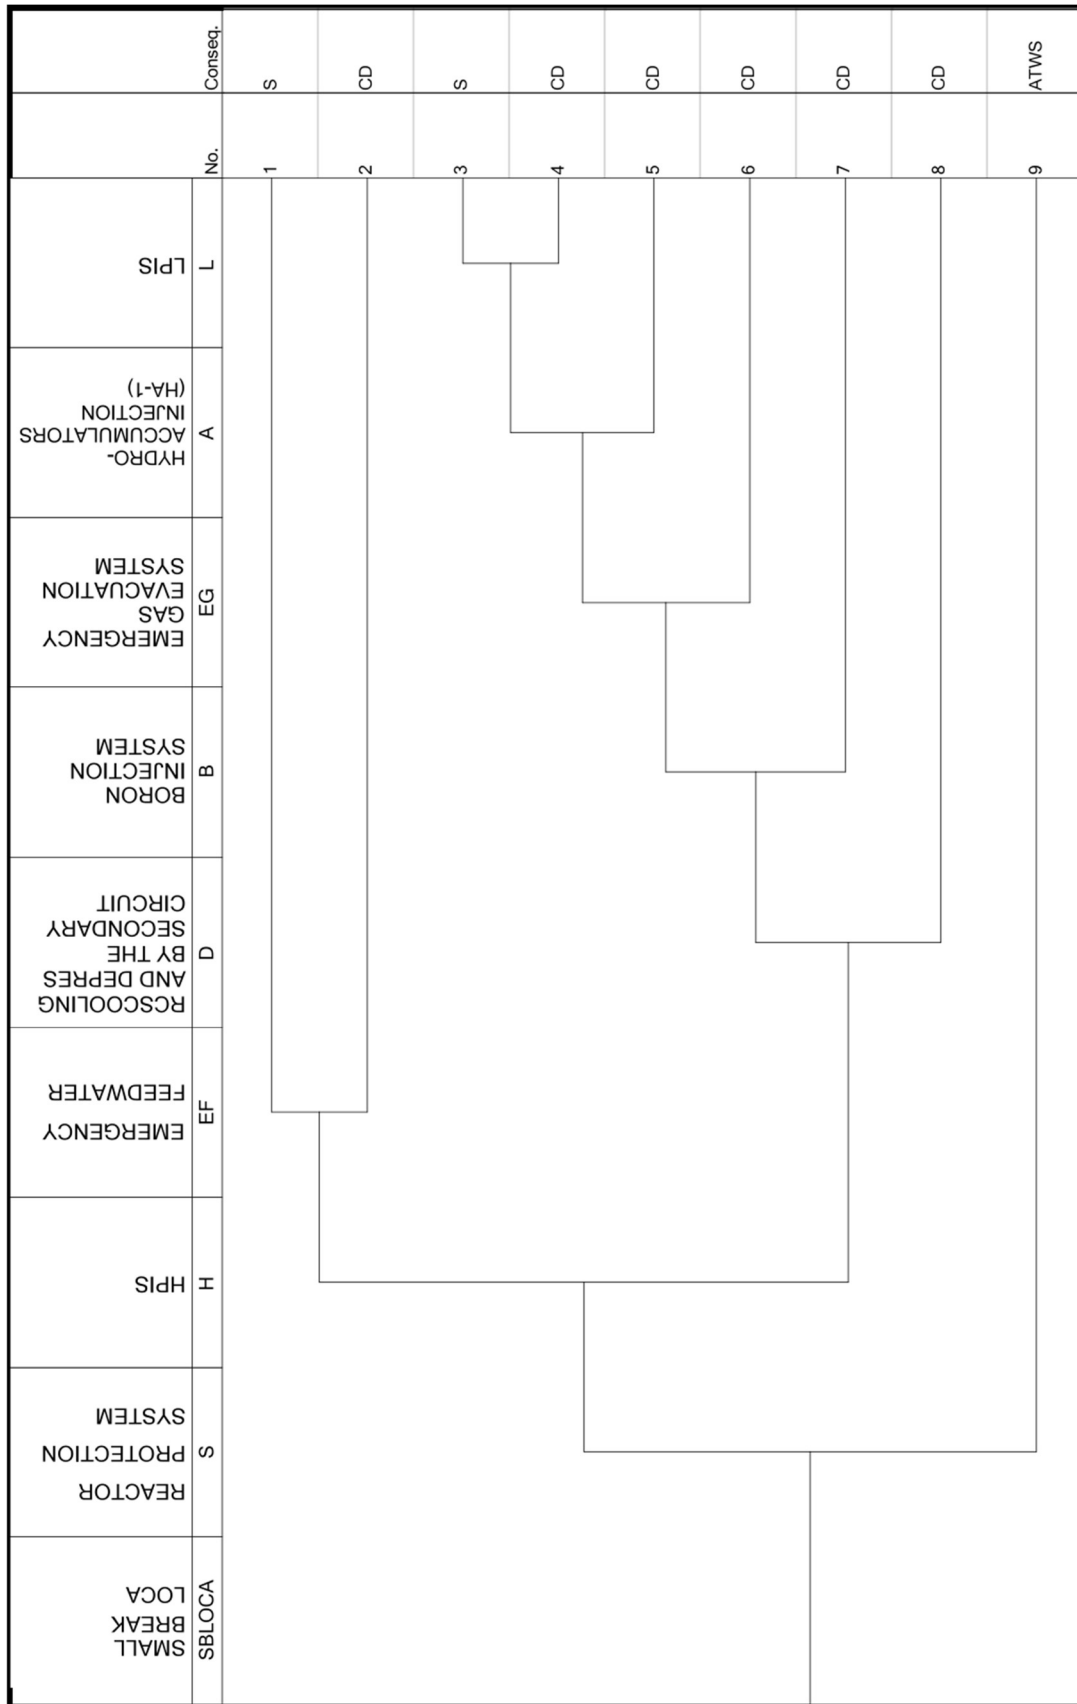 SMALL
BREAK
LOCA
REACTOR
PROTECTION
SYSTEM
HPIS
EMERGENCY
FEEDWATER
RCSCOOLING
AND DEPRES
BY THE
SECONDARY
CIRCUIT
BORON
INJECTION
SYSTEM
EMERGENCY
GAS
EVACUATION
SYSTEM
HYDRO-
ACCUMULATORS
INJECTION
(HA-1)
LPIS
SBLOCA
S
H
EF
D
B
EG
A
L
No.
Conseq.
1
S
2
CD
3
S
4
CD
5
CD
6
CD
7
CD
8
CD
9
ATWS